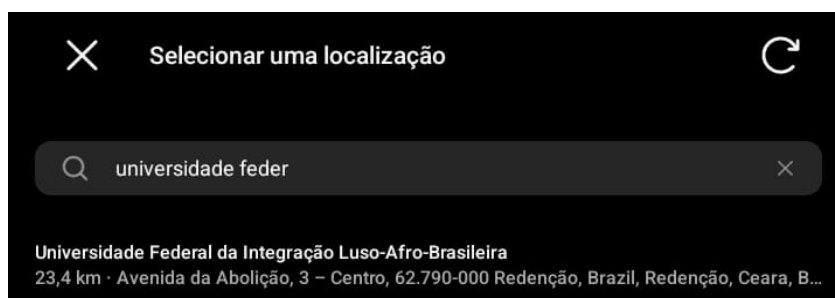 Selecionar uma localização
universidade feder
Universidade Federal da Integração Luso-Afro-Brasileira
23,4 km · Avenida da Abolição, 3 – Centro, 62.790-000 Redenção, Brazil, Redenção, Ceara, B...